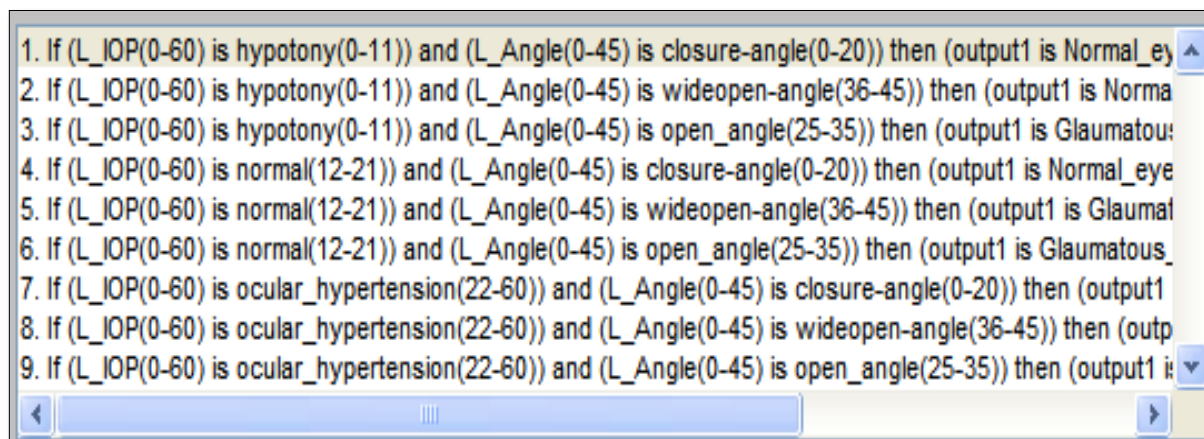 1. If (L_IOP(0-60) is hypotony(0-11)) and (L_Angle(0-45) is closure-angle(0-20)) then (output1 is Normal_ey
2. If (L_IOP(0-60) is hypotony(0-11)) and (L_Angle(0-45) is wideopen-angle(36-45)) then (output1 is Norma
3. If (L_IOP(0-60) is hypotony(0-11)) and (L_Angle(0-45) is open_angle(25-35)) then (output1 is Glaumatous
4. If (L_IOP(0-60) is normal(12-21)) and (L_Angle(0-45) is closure-angle(0-20)) then (output1 is Normal_eye
5. If (L_IOP(0-60) is normal(12-21)) and (L_Angle(0-45) is wideopen-angle(36-45)) then (output1 is Glaumat
6. If (L_IOP(0-60) is normal(12-21)) and (L_Angle(0-45) is open_angle(25-35)) then (output1 is Glaumatous_
7. If (L_IOP(0-60) is ocular_hypertension(22-60)) and (L_Angle(0-45) is closure-angle(0-20)) then (output1
8. If (L_IOP(0-60) is ocular_hypertension(22-60)) and (L_Angle(0-45) is wideopen-angle(36-45)) then (outp
9. If (L_IOP(0-60) is ocular_hypertension(22-60)) and (L_Angle(0-45) is open_angle(25-35)) then (output1 is